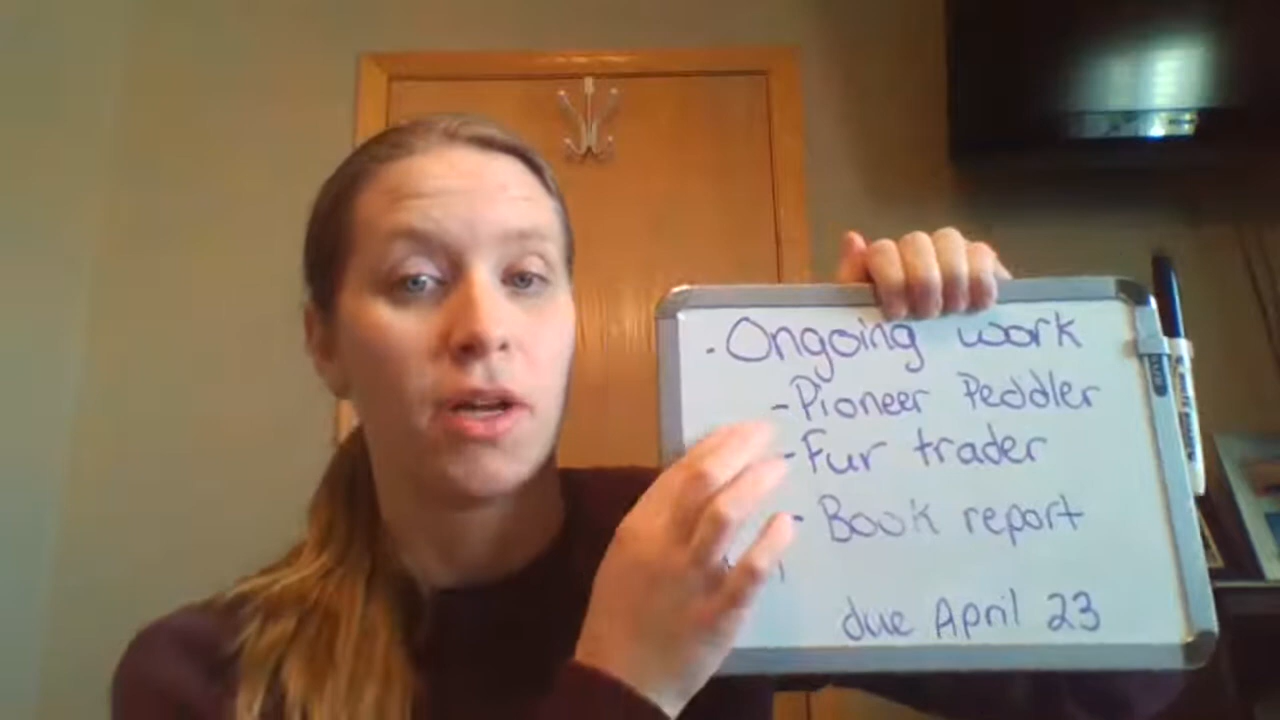 · Ongoing work
- Pioneer Peddler
- Fur trader
- Book report
due April 23